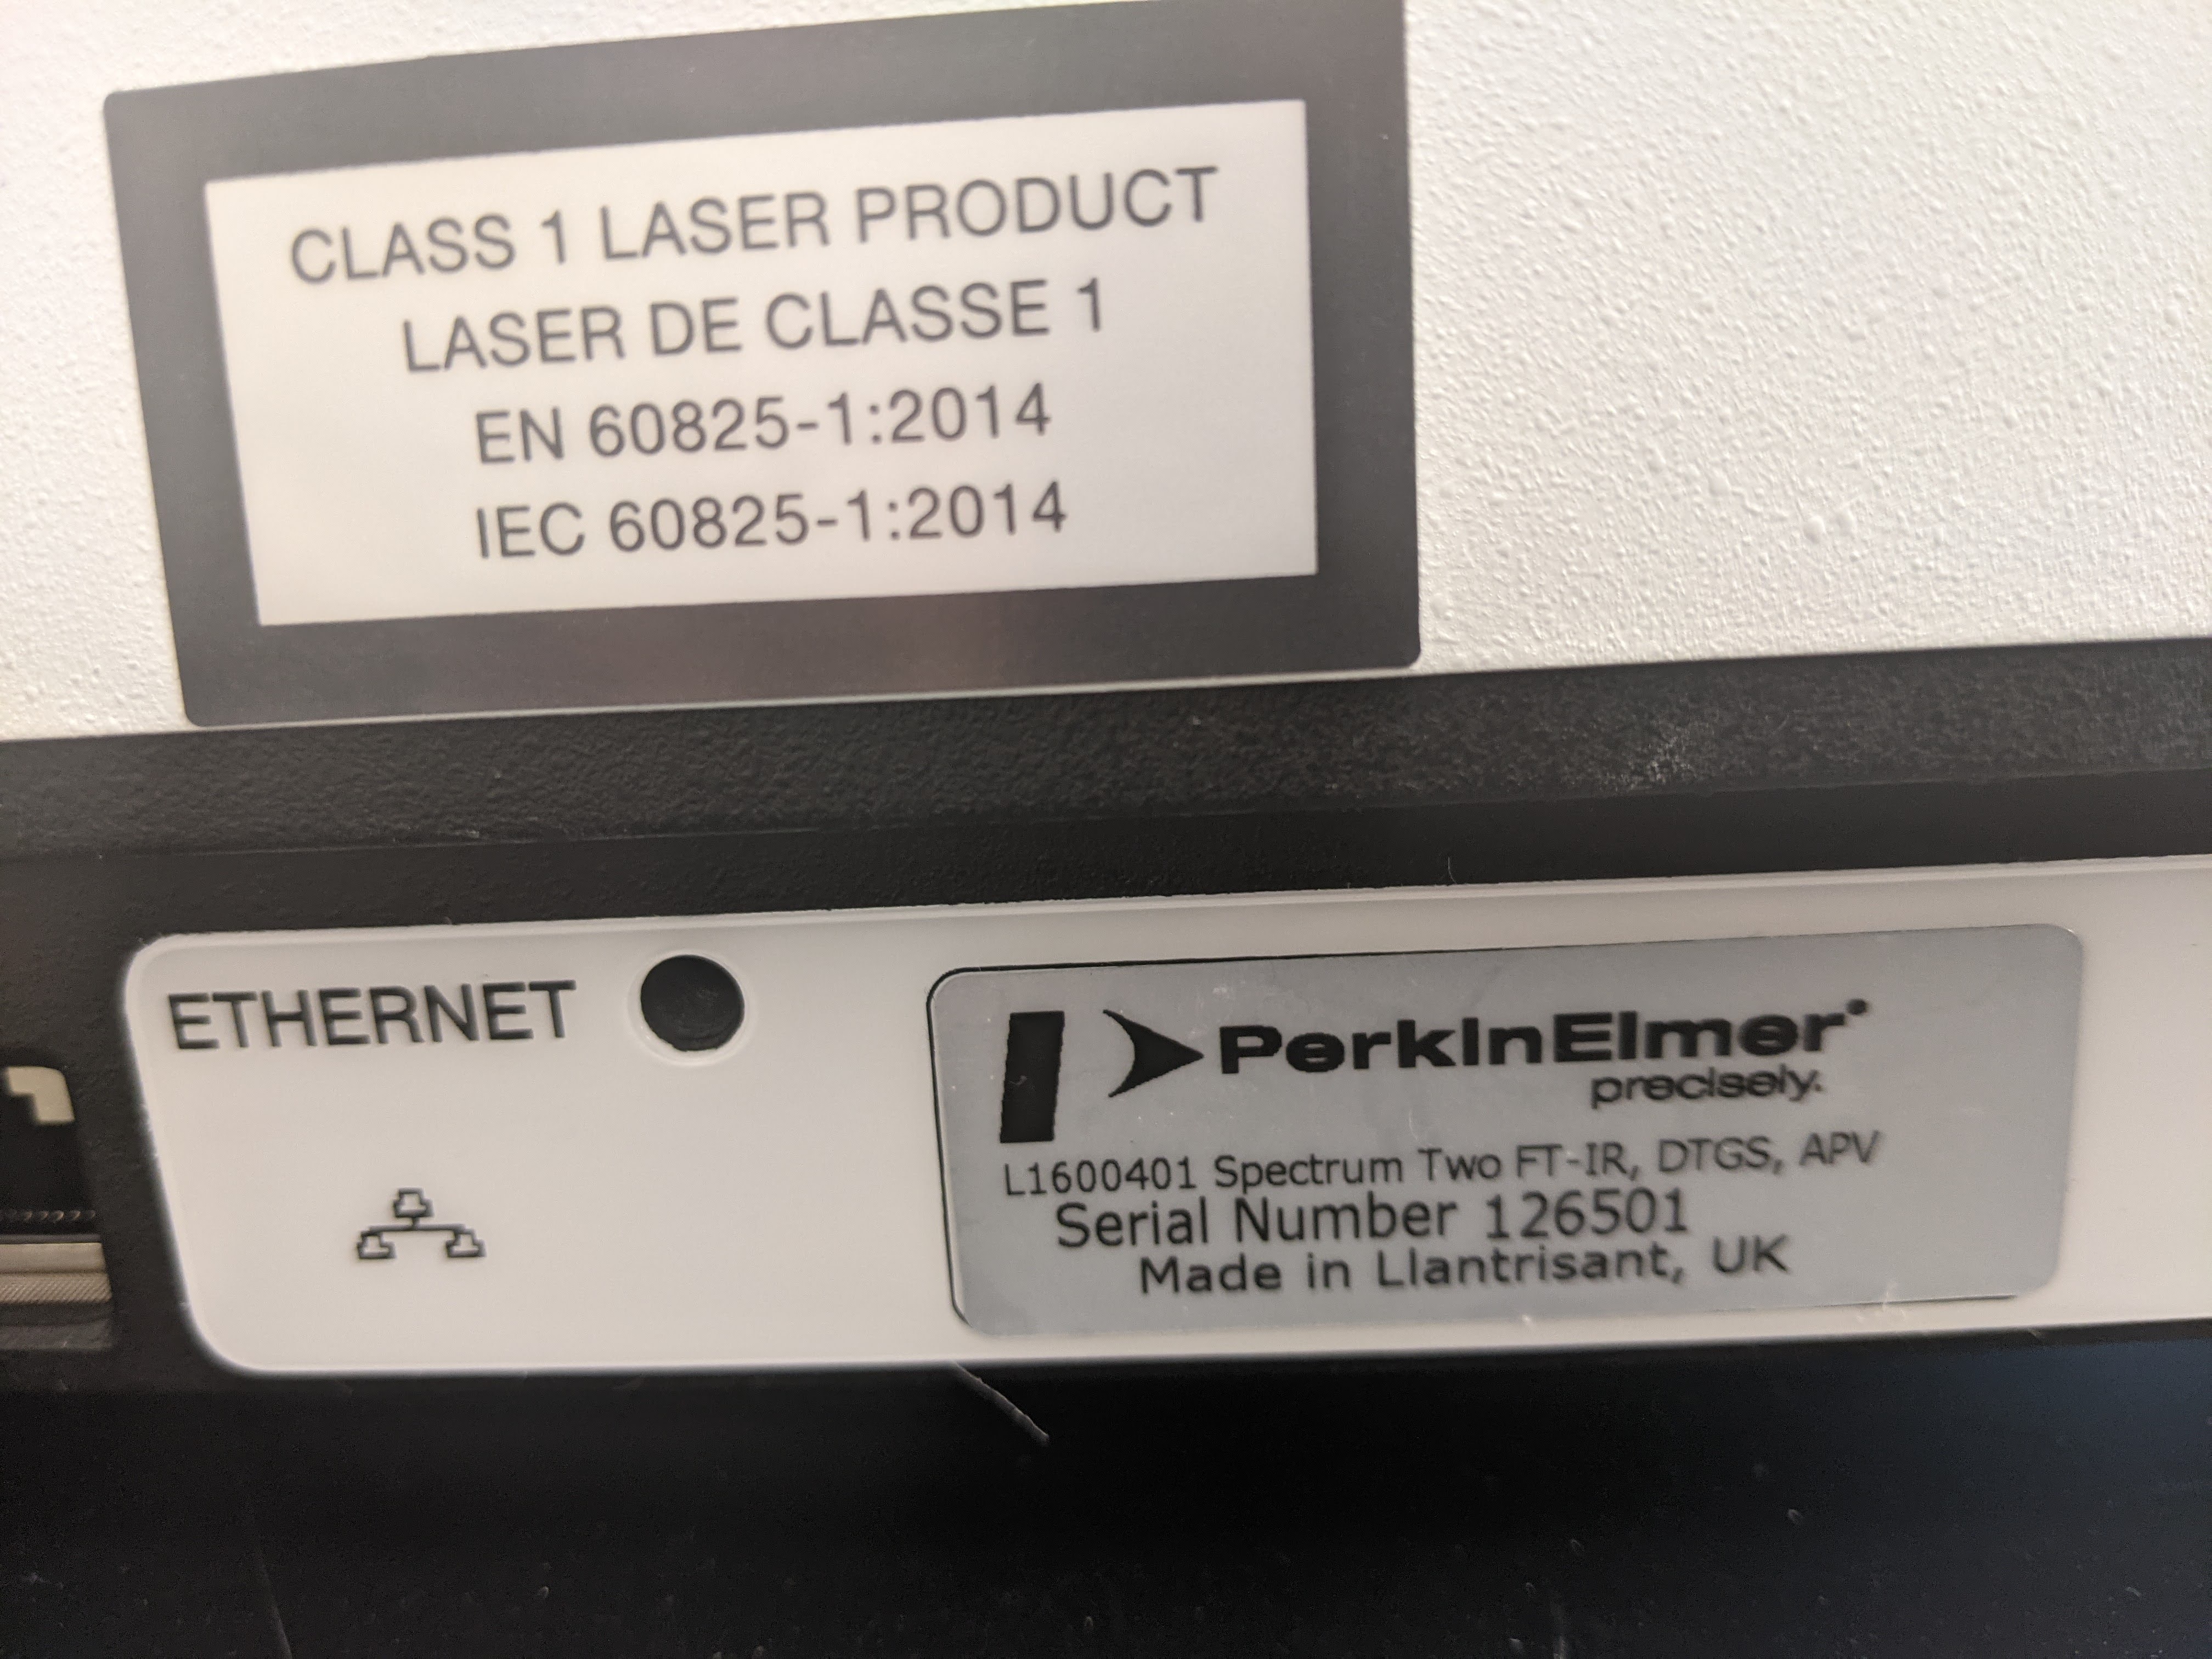 CLASS 1 LASER PRODUCT
LASER DE CLASSE 1
EN 60825-1:2014
IEC 60825-1:2014
ETHERNET
PerkinElmer
precisely.
L1600401 Spectrum Two FT-IR, DTGS, APV
Serial Number 126501
Made in Llantrisant, UK